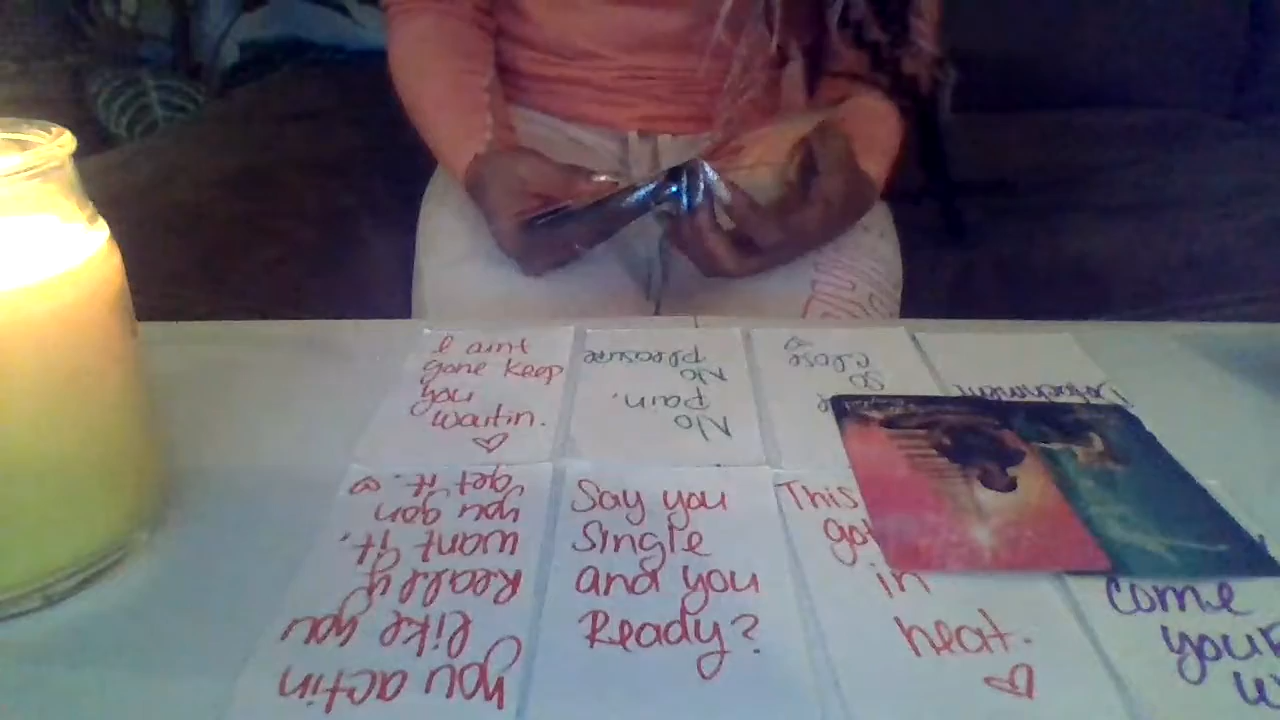 I aint
gone keep
you
waitin. ♡
No
pain.
No
pleasure
so
close
You actin
like you
Really
want it.
you gon
get it. ♡
Say you
Single
and you
Ready?
This
in
heat.
♡
come